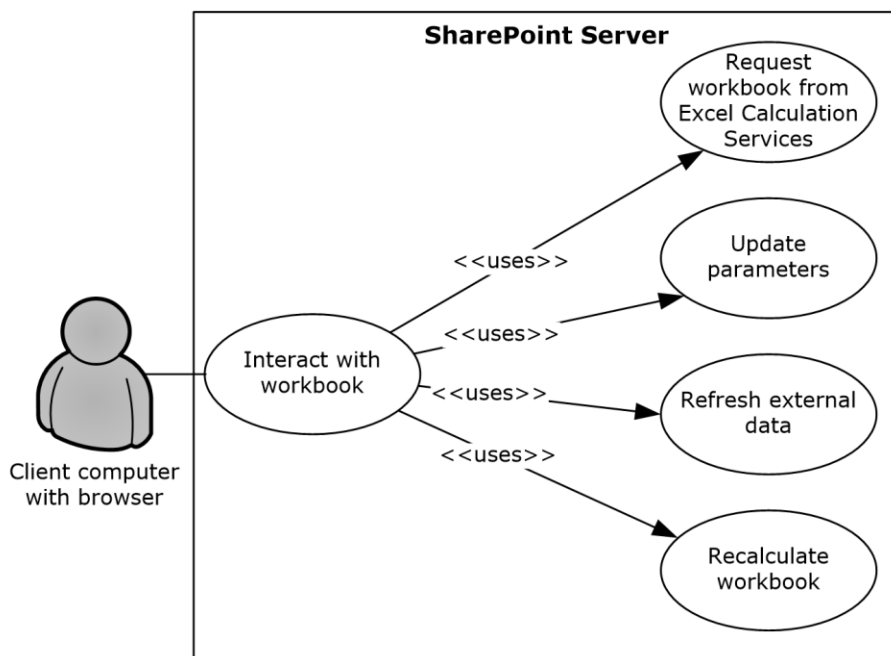 SharePoint Server
Request
workbook from
Excel Calculation
Services
<<uses>>
Update
parameters
<<uses>>
Interact with
workbook
<<uses>>
Refresh external
data
<<uses>>
Client computer
with browser
Recalculate
workbook